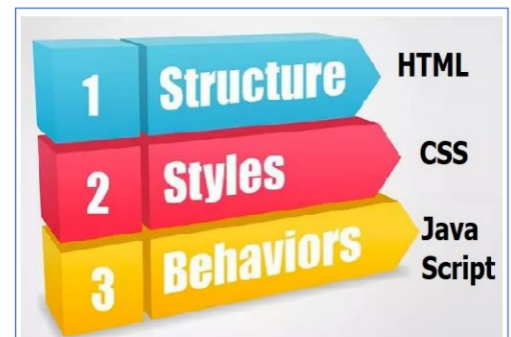 1 Structure HTML
2 Styles CSS
3 Behaviors Java
Script